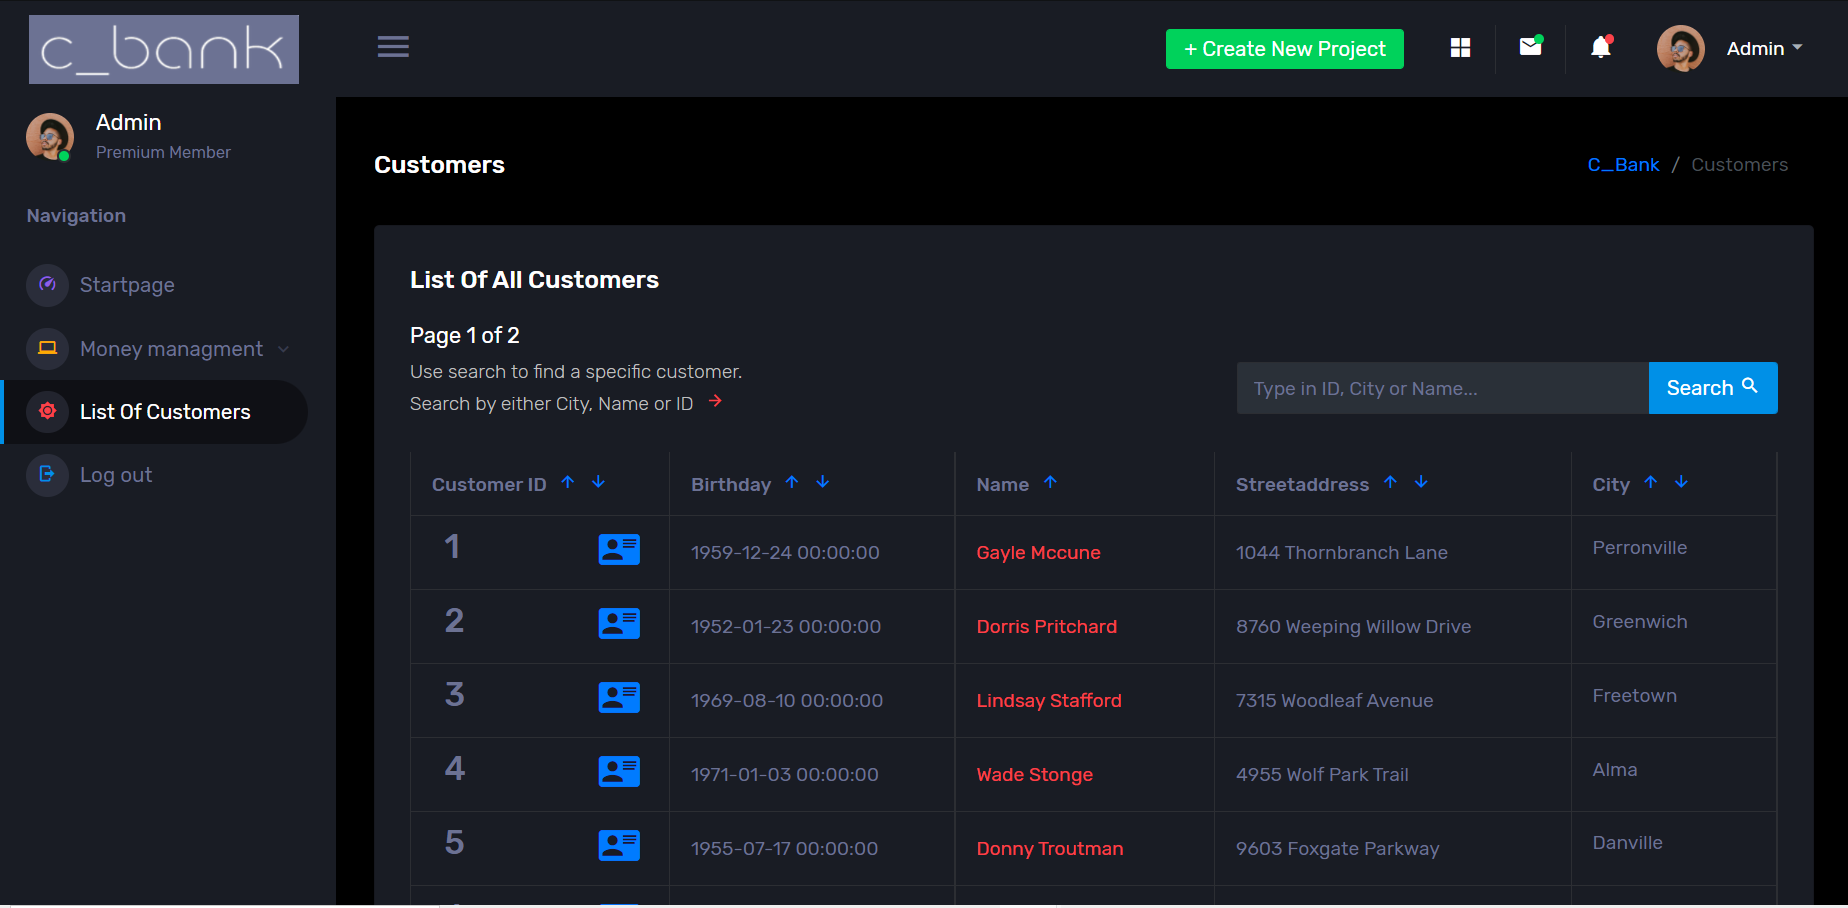 c_bank
+ Create New Project
Admin
Admin
Premium Member
Navigation
Startpage
Money managment
List Of Customers
Log out
Customers
C_Bank / Customers
List Of All Customers
Page 1 of 2
Use search to find a specific customer.
Search by either City, Name or ID
Type in ID, City or Name...
Search
Customer ID Birthday Name Streetaddress City
1 1959-12-24 00:00:00 Gayle Mccune 1044 Thornbranch Lane Perronville
2 1952-01-23 00:00:00 Dorris Pritchard 8760 Weeping Willow Drive Greenwich
3 1969-08-10 00:00:00 Lindsay Stafford 7315 Woodleaf Avenue Freetown
4 1971-01-03 00:00:00 Wade Stonge 4955 Wolf Park Trail Alma
5 1955-07-17 00:00:00 Donny Troutman 9603 Foxgate Parkway Danville